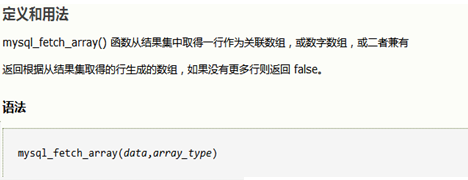 定义和用法
mysql_fetch_array() 函数从结果集中取得一行作为关联数组，或数字数组，或二者兼有
返回根据从结果集取得的行生成的数组，如果没有更多行则返回 false。
语法
mysql_fetch_array(data,array_type)